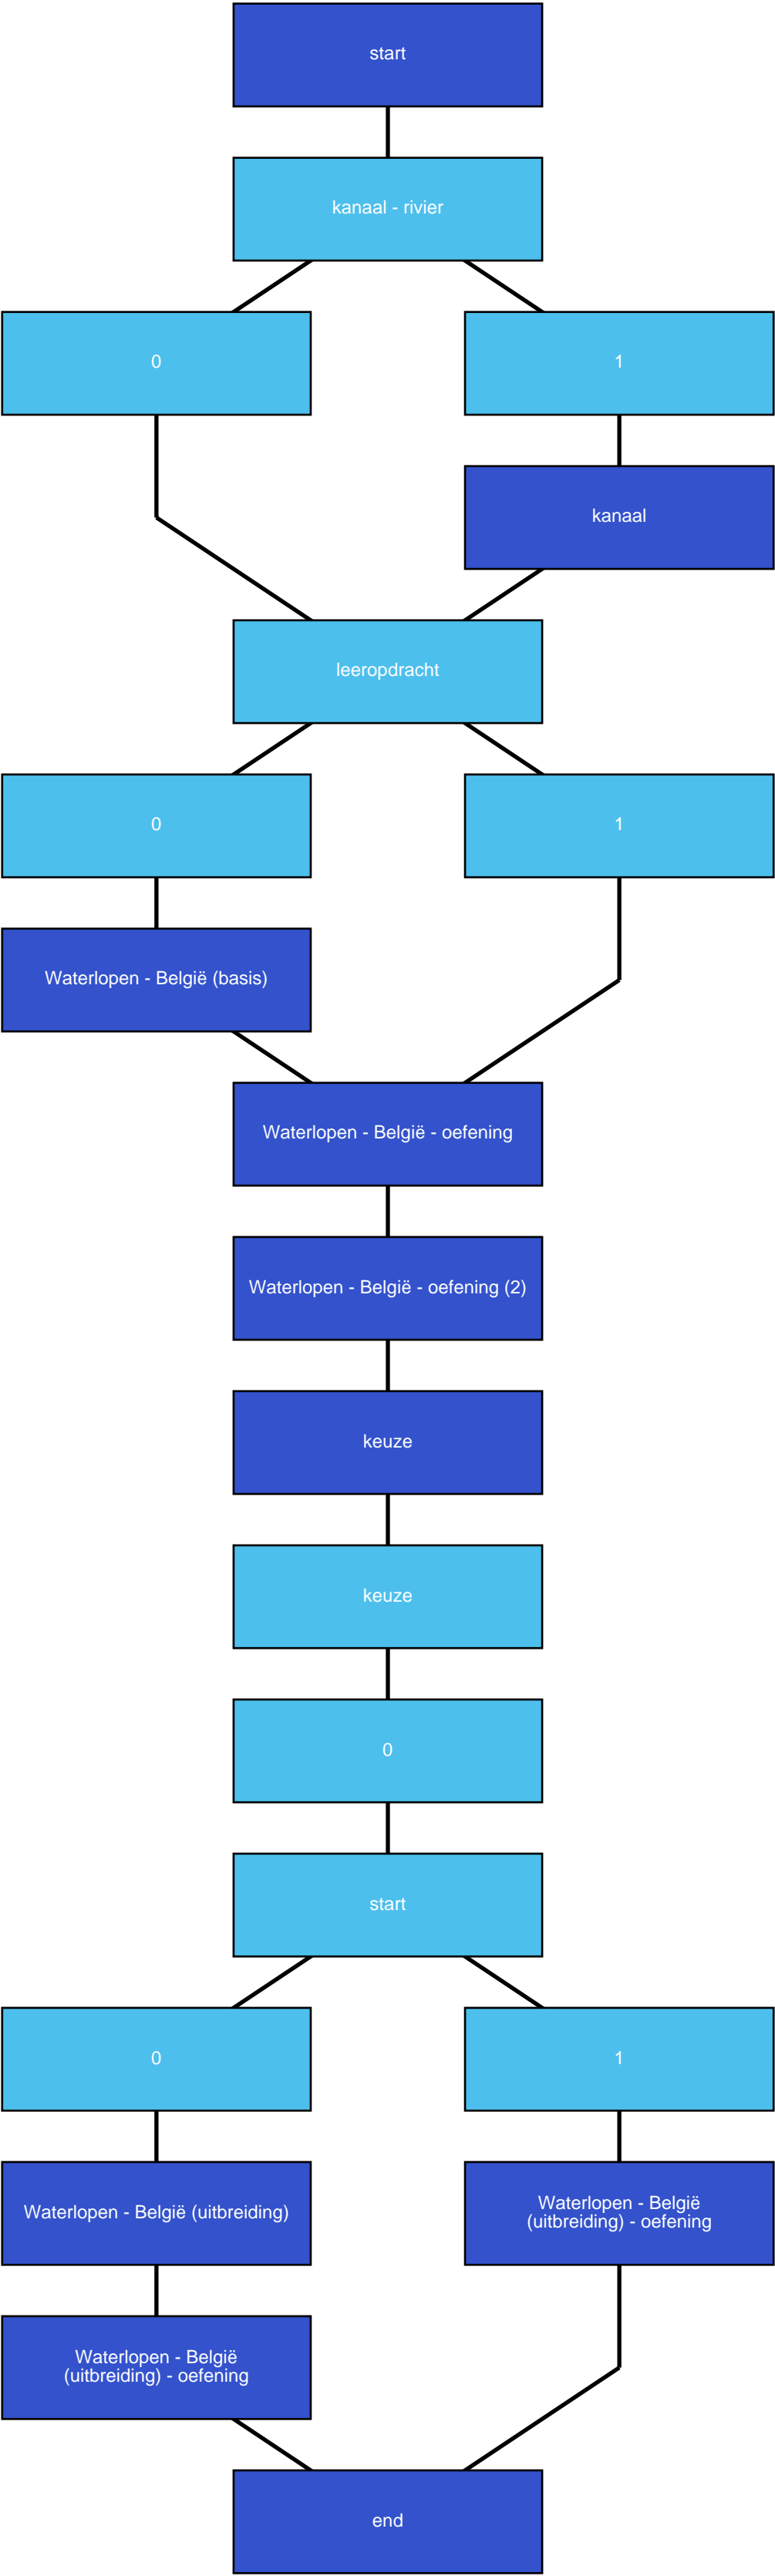 start
kanaal - rivier
0
1
kanaal
leeropdracht
0
1
Waterlopen - België (basis)
Waterlopen - België - oefening
Waterlopen - België - oefening (2)
keuze
keuze
0
start
0
1
Waterlopen - België (uitbreiding)
Waterlopen - België
(uitbreiding) - oefening
Waterlopen - België
(uitbreiding) - oefening
end